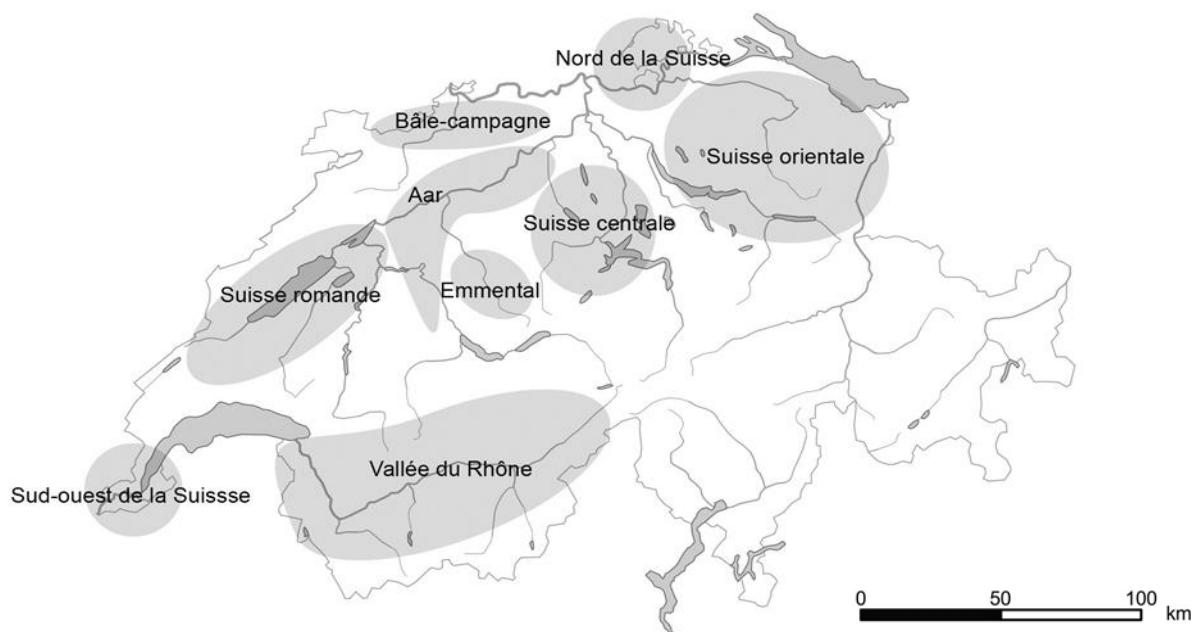 Nord de la Suisse
Bâle-campagne
Suisse orientale
Aar
Suisse centrale
Suisse romande
Emmental
Vallée du Rhône
Sud-ouest de la Suissse
0 50 100
km